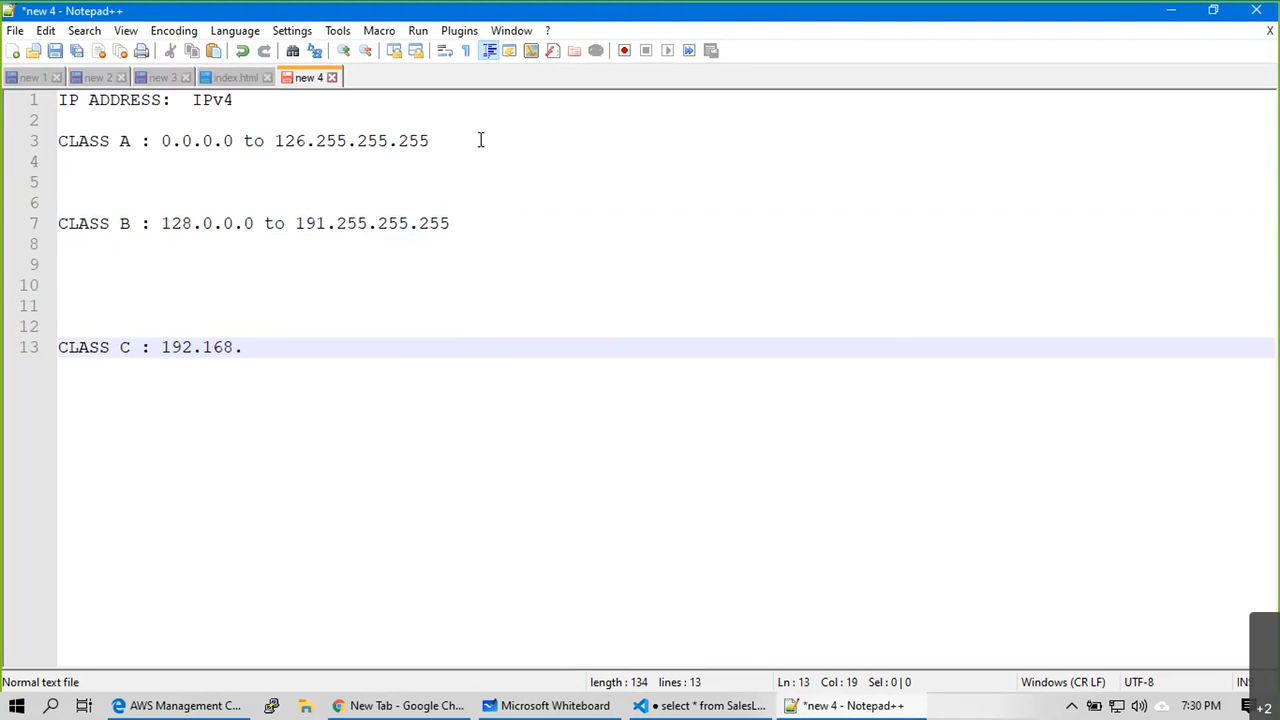 *new 4 - Notepad++
File Edit Search View Encoding Language Settings Tools Macro Run Plugins Window ? X
new 1 new 2 new 3 index.html new 4
1 IP ADDRESS:  IPv4
2
3 CLASS A : 0.0.0.0 to 126.255.255.255
4
5
6
7 CLASS B : 128.0.0.0 to 191.255.255.255
8
9
10
11
12
13 CLASS C : 192.168.
Normal text file length : 134 lines : 13 Ln : 13 Col : 19 Sel : 0 | 0 Windows (CR LF) UTF-8 IN
AWS Management C... New Tab - Google Ch... Microsoft Whiteboard ● select * from SalesL... *new 4 - Notepad++ 7:30 PM +2